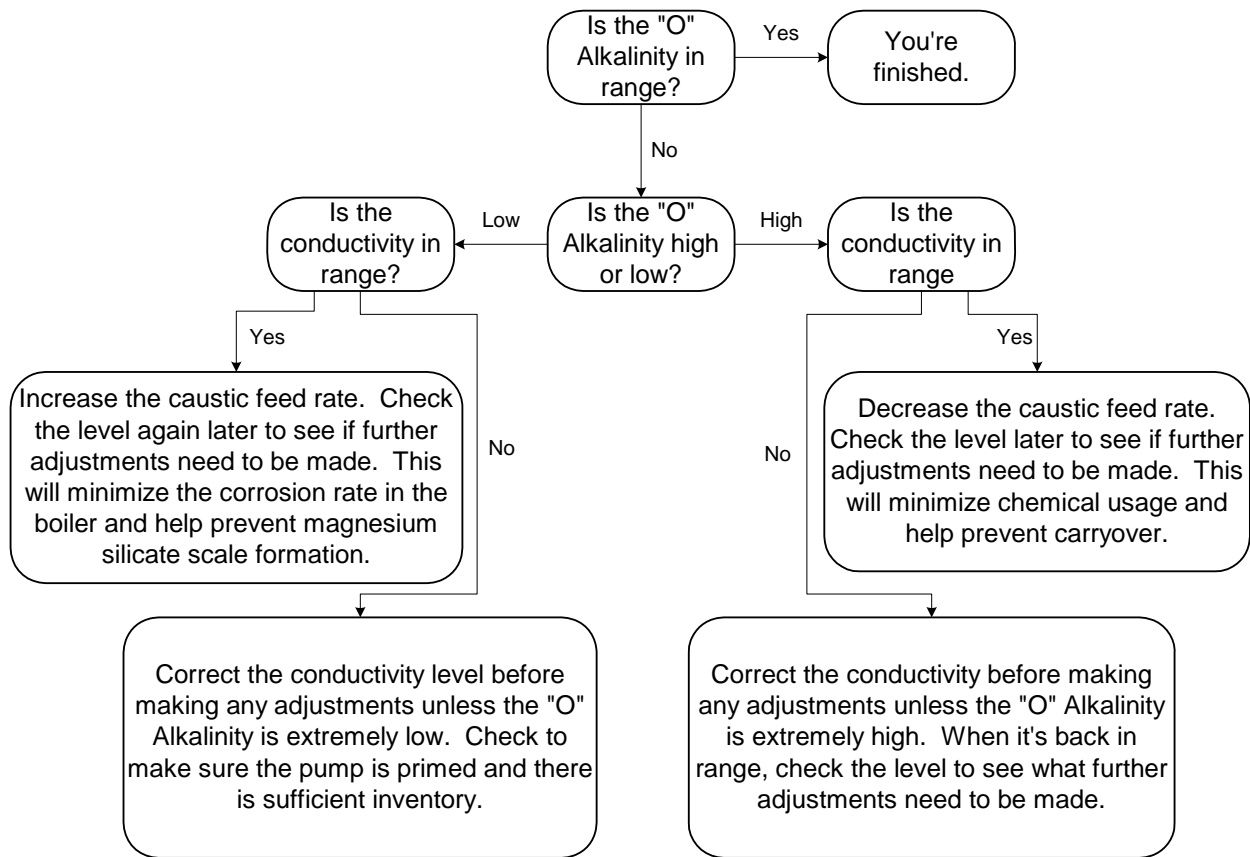 Is the "O"
Alkalinity in
range?
Yes
You're
finished.
No
Is the
conductivity in
range?
Low
Is the "O"
Alkalinity high
or low?
High
Is the
conductivity in
range
Yes
No
Increase the caustic feed rate.  Check
the level again later to see if further
adjustments need to be made.  This
will minimize the corrosion rate in the
boiler and help prevent magnesium
silicate scale formation.
No
Yes
Decrease the caustic feed rate.
Check the level later to see if further
adjustments need to be made.  This
will minimize chemical usage and
help prevent carryover.
Correct the conductivity level before
making any adjustments unless the "O"
Alkalinity is extremely low.  Check to
make sure the pump is primed and there
is sufficient inventory.
Correct the conductivity before making
any adjustments unless the "O" Alkalinity
is extremely high.  When it's back in
range, check the level to see what further
adjustments need to be made.